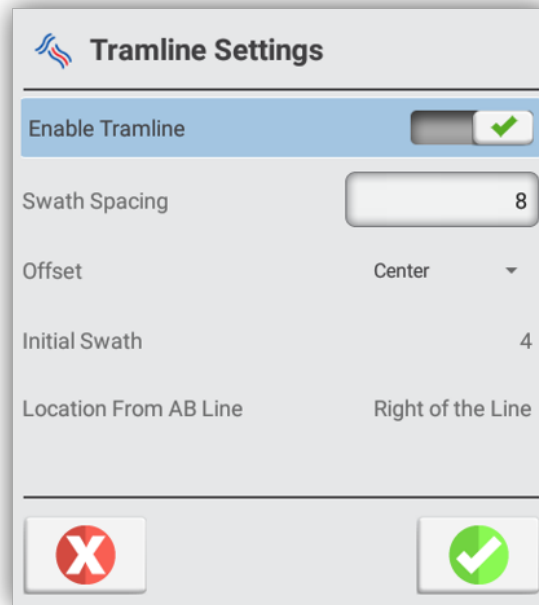 Tramline Settings
Enable Tramline
Swath Spacing 8
Offset Center
Initial Swath 4
Location From AB Line Right of the Line